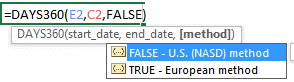 =DAYS360(E2,C2,FALSE)
DAYS360(start_date, end_date, [method])
FALSE - U.S. (NASD) method
TRUE - European method